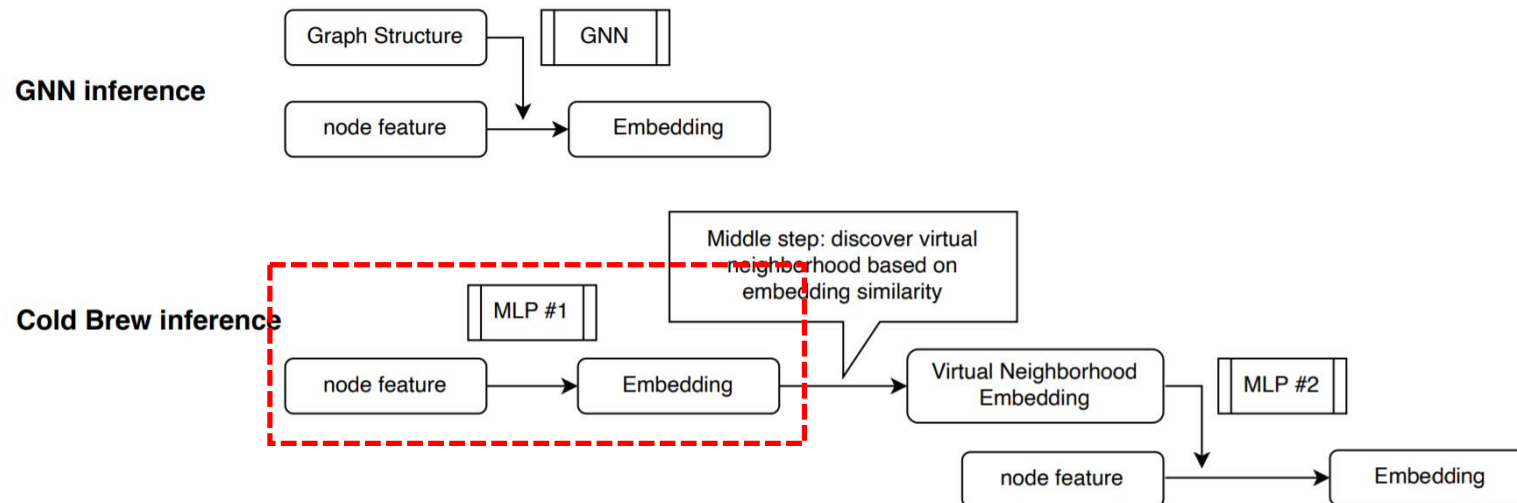 Graph Structure
GNN
GNN inference
node feature
Embedding
Middle step: discover virtual
neighborhood based on
embedding similarity
MLP #1
Cold Brew inference
node feature
Embedding
Virtual Neighborhood
Embedding
MLP #2
node feature
Embedding